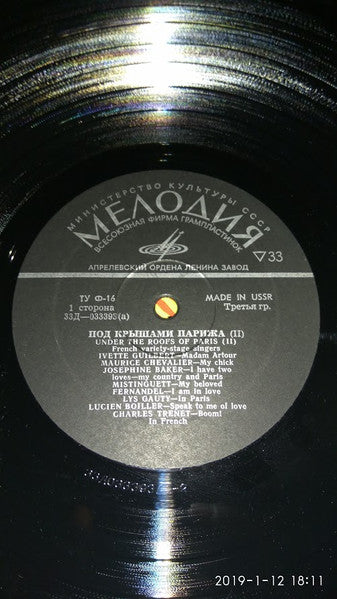 МИНИСТЕРСТВО КУЛЬТУРЫ СССР
МЕЛОДИЯ
ВСЕСОЮЗНАЯ ФИРМА ГРАМПЛАСТИНОК
33
АПРЕЛЕВСКИЙ ОРДЕНА ЛЕНИНА ЗАВОД
ТУ Ф-16
MADE IN USSR
1 сторона
Третья гр.
33Д—033395(а)
ПОД КРЫШАМИ ПАРИЖА (II)
UNDER THE ROOFS OF PARIS (II)
French variety-stage singers
IVETTE GUILBERT—Madam Artour
MAURICE CHEVALIER—My chick
JOSEPHINE BAKER—I have two
loves—my country and Paris
MISTINGUETT—My beloved
FERNANDEL—I am in love
LYS GAUTY—In Paris
LUCIEN BOILLER—Speak to me of love
CHARLES TRENET—Boom!
In French
2019-1-12 18:11